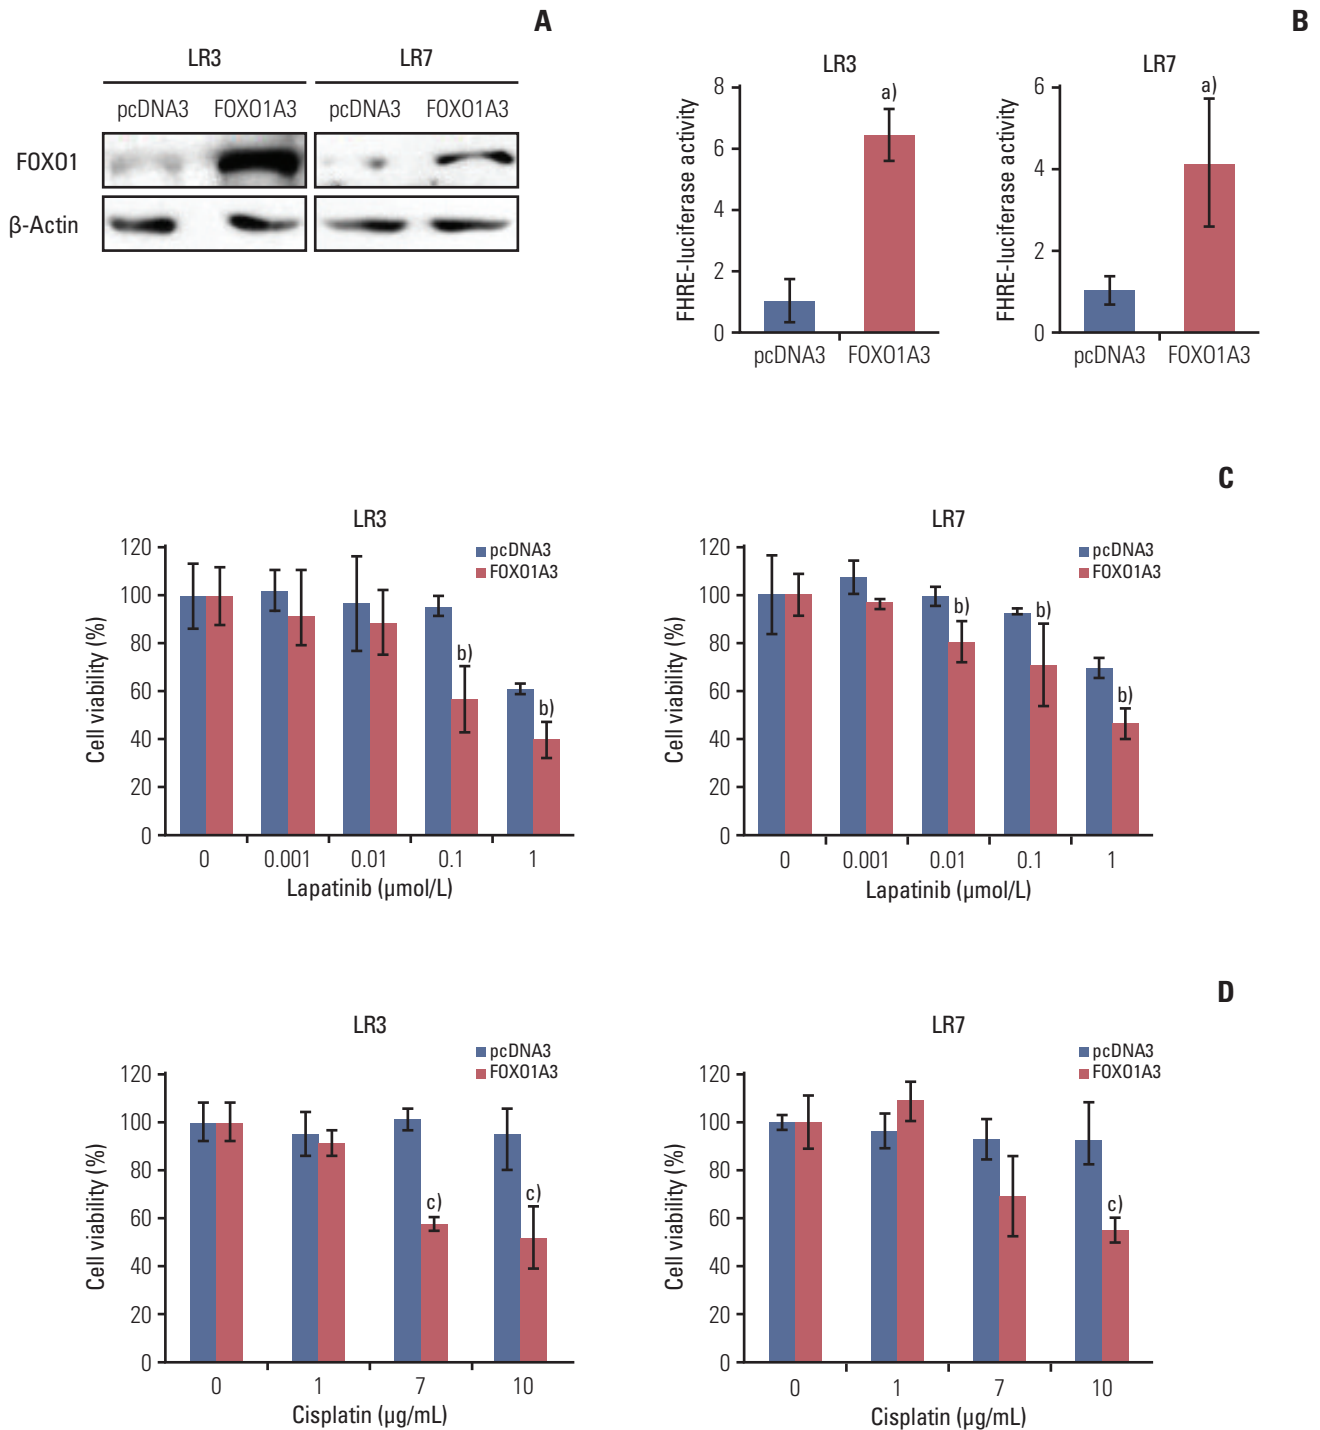 A
LR3 LR7
pcDNA3 FOXO1A3 pcDNA3 FOXO1A3
FOXO1
β-Actin
B
LR3
FHRE-luciferase activity
8
6
4
2
0
a)
pcDNA3 FOXO1A3
LR7
FHRE-luciferase activity
6
4
2
0
a)
pcDNA3 FOXO1A3
C
LR3
pcDNA3
FOXO1A3
Cell viability (%)
120
100
80
60
40
20
0
b)
b)
0 0.001 0.01 0.1 1
Lapatinib (μmol/L)
LR7
pcDNA3
FOXO1A3
Cell viability (%)
120
100
80
60
40
20
0
b) b)
b)
0 0.001 0.01 0.1 1
Lapatinib (μmol/L)
D
LR3
pcDNA3
FOXO1A3
Cell viability (%)
120
100
80
60
40
20
0
c) c)
0 1 7 10
Cisplatin (μg/mL)
LR7
pcDNA3
FOXO1A3
Cell viability (%)
120
100
80
60
40
20
0
c)
0 1 7 10
Cisplatin (μg/mL)